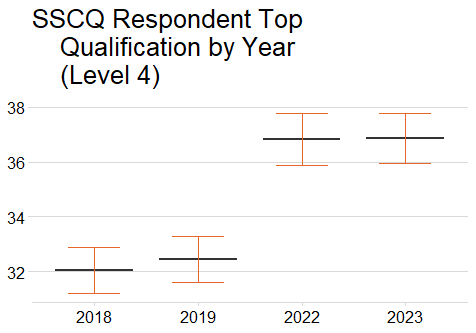 SSCQ Respondent Top
Qualification by Year
(Level 4)
38
36
34
32
2018 2019 2022 2023